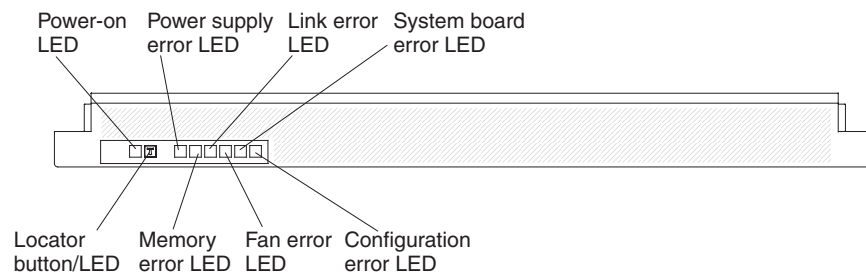 Power-on
LED
Power supply
error LED
Link error
LED
System board
error LED
Locator
button/LED
Memory
error LED
Fan error
LED
Configuration
error LED